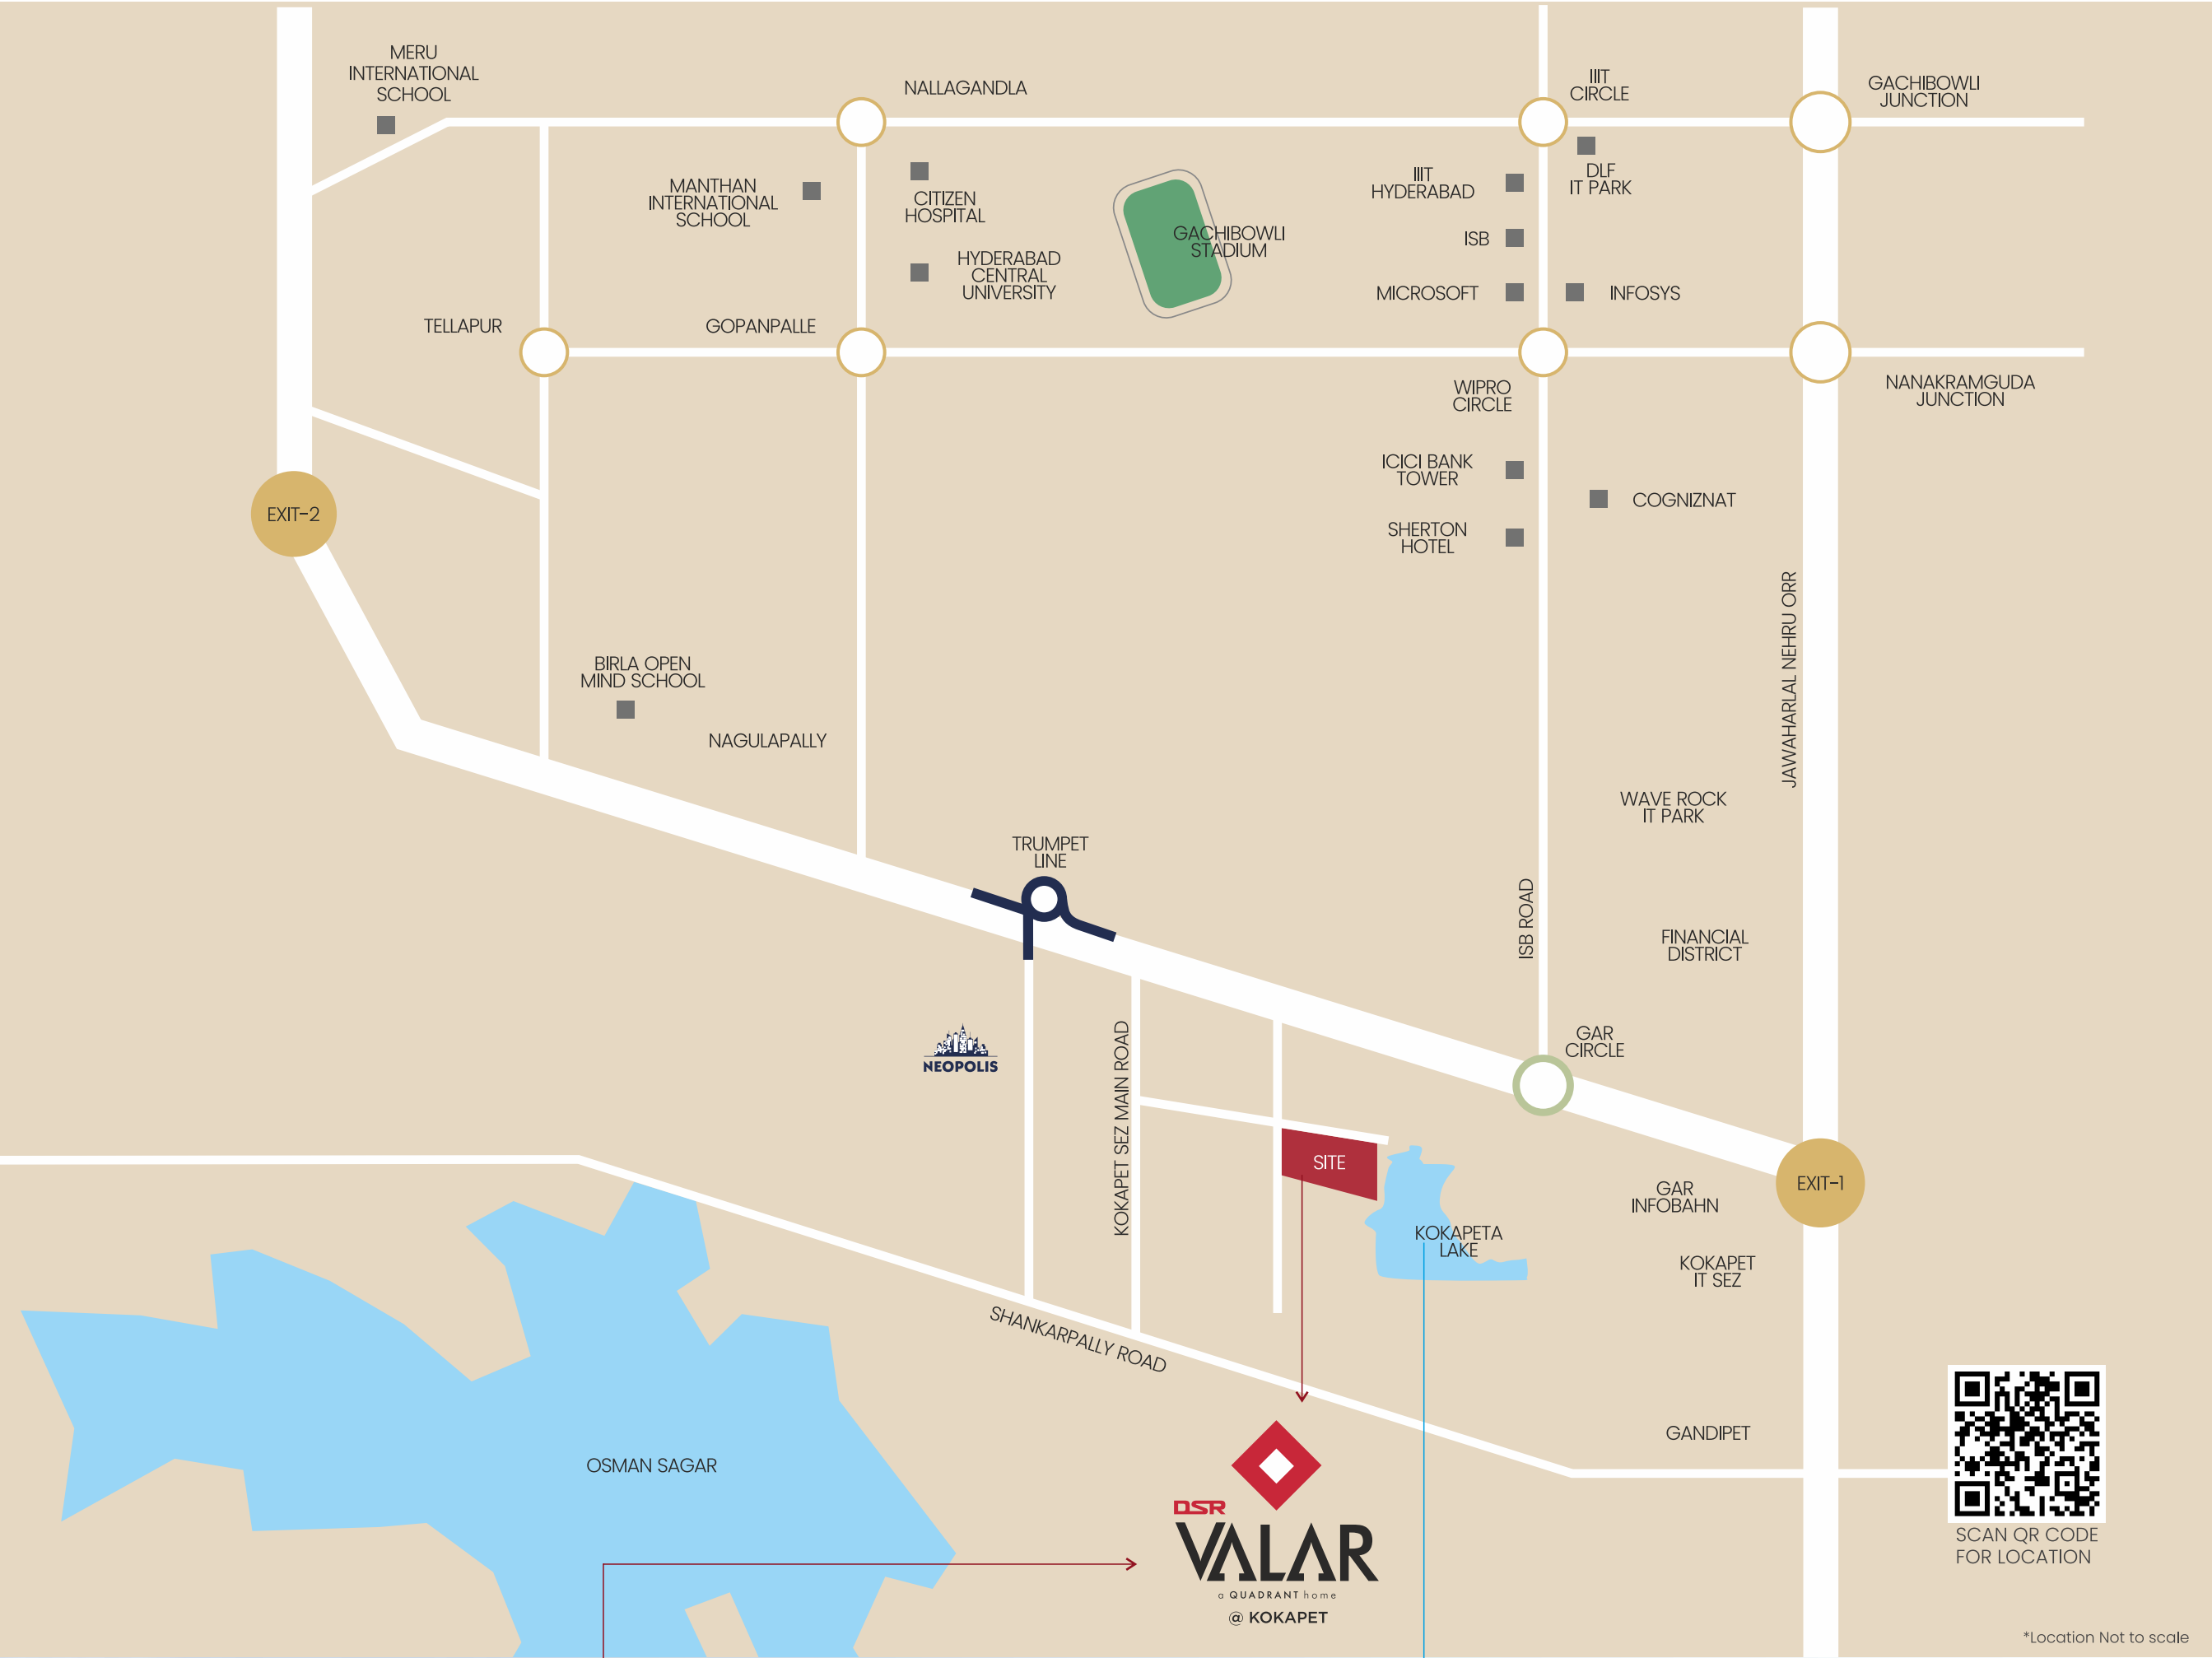 MERU
INTERNATIONAL
SCHOOL
NALLAGANDLA
IIIT
CIRCLE
GACHIBOWLI
JUNCTION
MANTHAN
INTERNATIONAL
SCHOOL
CITIZEN
HOSPITAL
HYDERABAD
CENTRAL
UNIVERSITY
GACHIBOWLI
STADIUM
IIIT
HYDERABAD
DLF
IT PARK
ISB
MICROSOFT
INFOSYS
TELLAPUR
GOPANPALLE
WIPRO
CIRCLE
NANAKRAMGUDA
JUNCTION
ICICI BANK
TOWER
COGNIZNAT
EXIT-2
SHERTON
HOTEL
JAWAHARLAL NEHRU ORR
BIRLA OPEN
MIND SCHOOL
NAGULAPALLY
WAVE ROCK
IT PARK
TRUMPET
LINE
ISB ROAD
FINANCIAL
DISTRICT
NEOPOLIS
KOKAPET SEZ MAIN ROAD
GAR
CIRCLE
SITE
EXIT-1
GAR
INFOBAHN
KOKAPETA
LAKE
KOKAPET
IT SEZ
SHANKARPALLY ROAD
GANDIPET
OSMAN SAGAR
DSR
VALAR
a QUADRANT home
@ KOKAPET
SCAN QR CODE
FOR LOCATION
*Location Not to scale